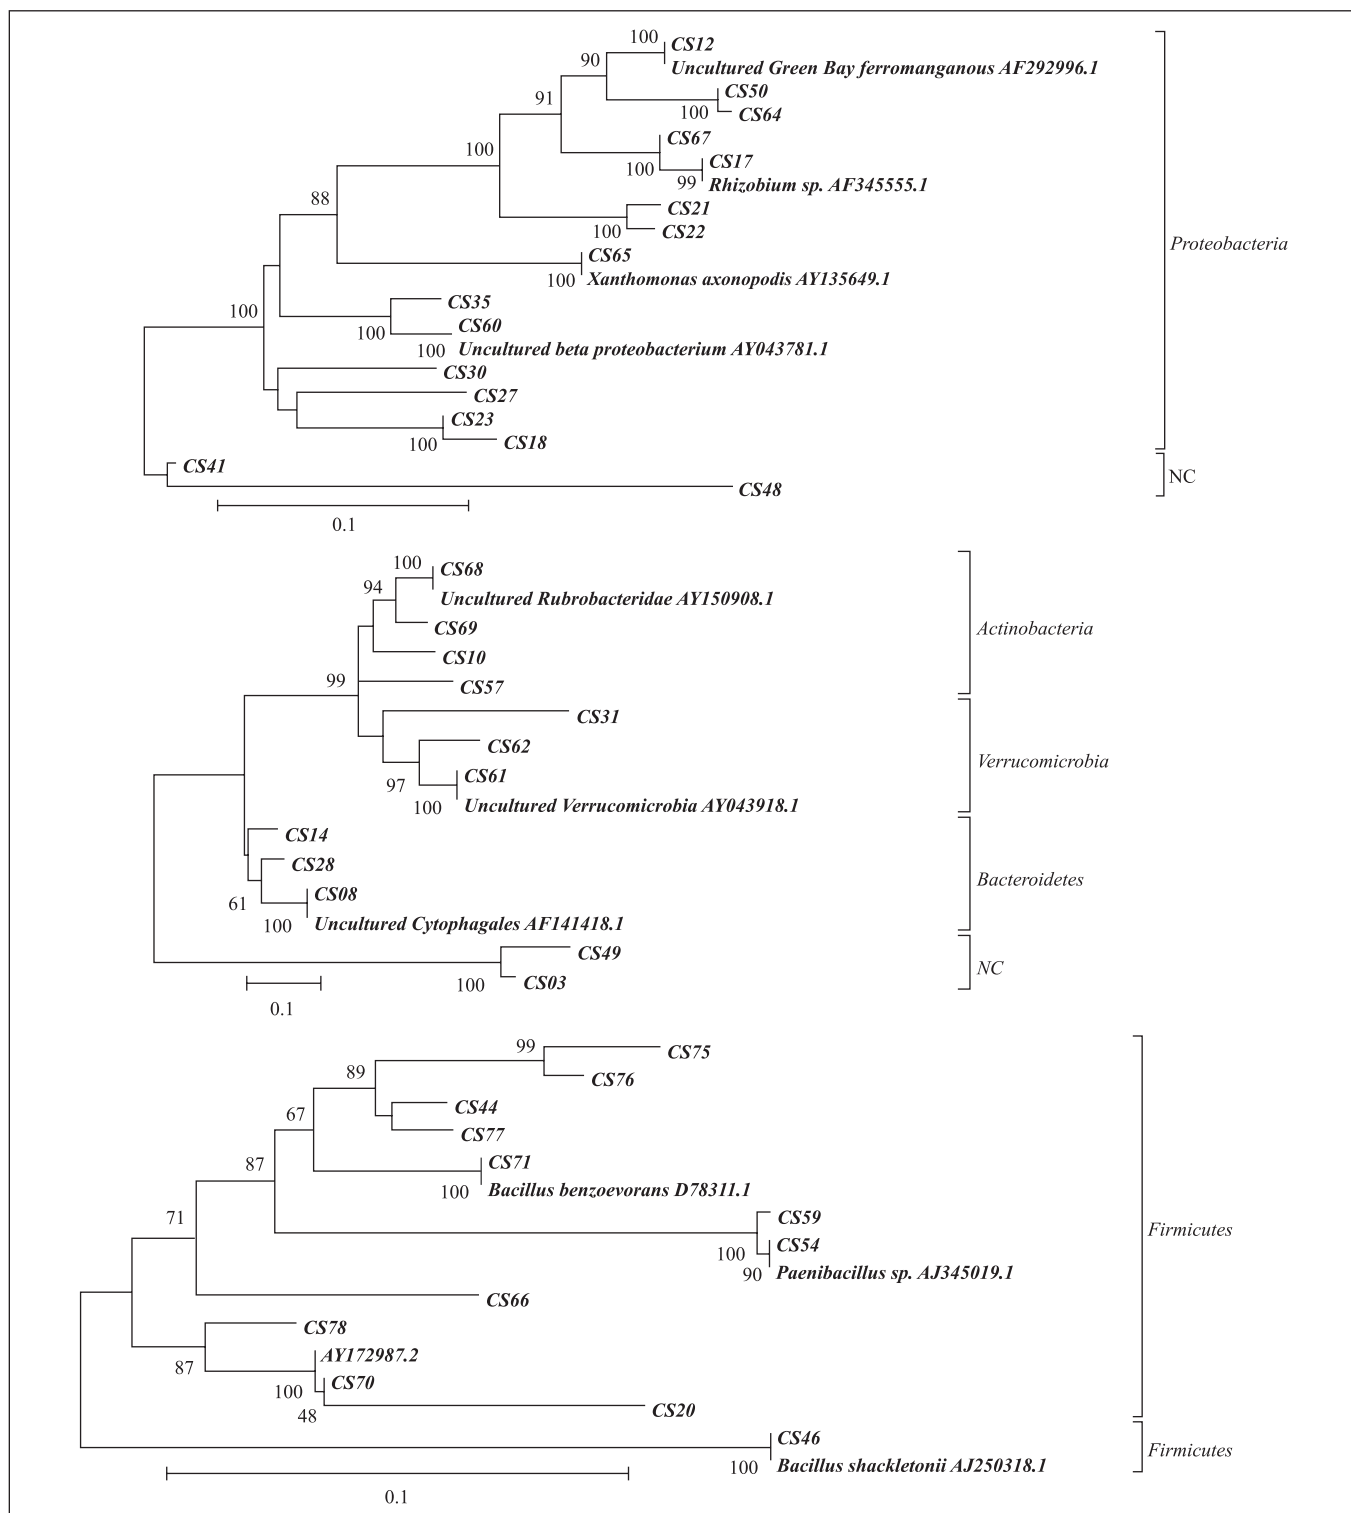 100
CS12
90
Uncultured Green Bay ferromanganous AF292996.1
CS50
91
100
CS64
CS67
100
CS17
100
99
Rhizobium sp. AF345555.1
88
CS21
100
CS22
Proteobacteria
CS65
100
Xanthomonas axonopodis AY135649.1
CS35
100
CS60
100
100
Uncultured beta proteobacterium AY043781.1
CS30
CS27
CS23
100
CS18
CS41
NC
CS48
0.1
100
CS68
94
Uncultured Rubrobacteridae AY150908.1
CS69
Actinobacteria
CS10
99
CS57
CS31
CS62
Verrucomicrobia
CS61
97
100
Uncultured Verrucomicrobia AY043918.1
CS14
CS28
Bacteroidetes
CS08
61
100
Uncultured Cytophagales AF141418.1
CS49
NC
100
CS03
0.1
99
CS75
89
CS76
67
CS44
CS77
87
CS71
100
Bacillus benzoevorans D78311.1
71
CS59
Firmicutes
CS54
100
90
Paenibacillus sp. AJ345019.1
CS66
CS78
AY172987.2
87
CS70
100
48
CS20
CS46
Firmicutes
100
Bacillus shackletonii AJ250318.1
0.1